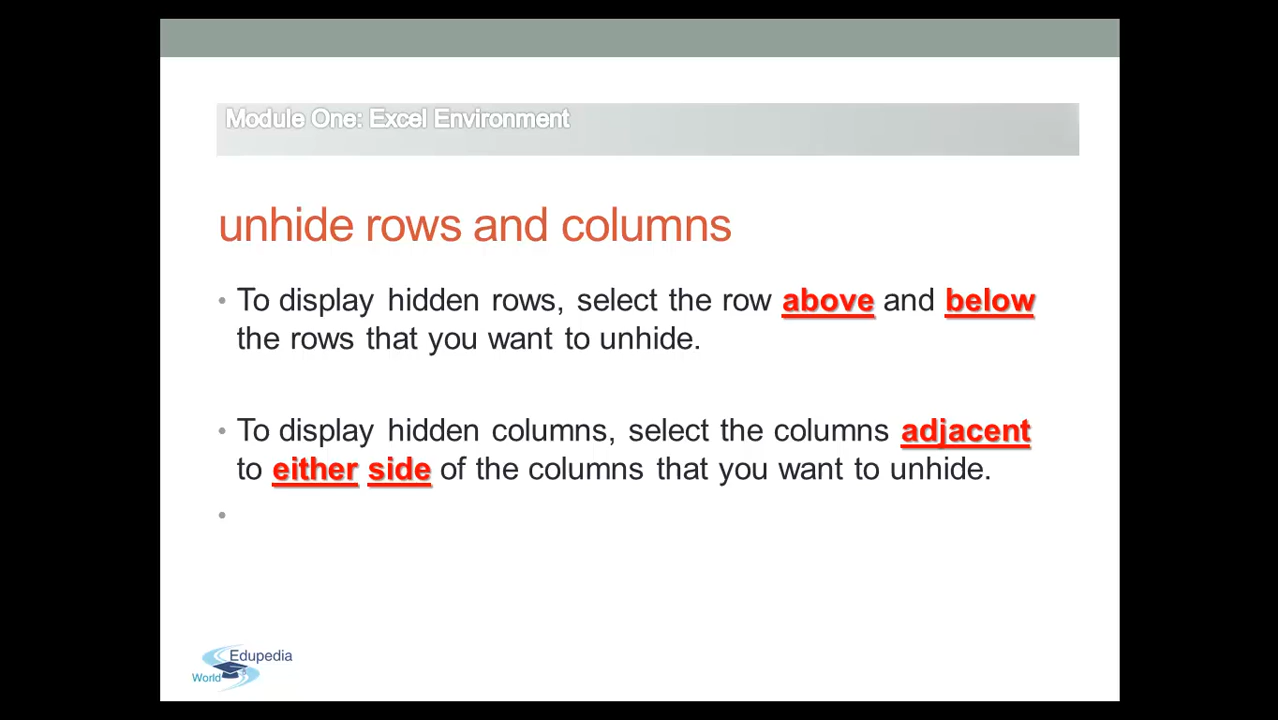 Module One: Excel Environment
unhide rows and columns
• To display hidden rows, select the row above and below
the rows that you want to unhide.
• To display hidden columns, select the columns adjacent
to either side of the columns that you want to unhide.
•
Edupedia
World